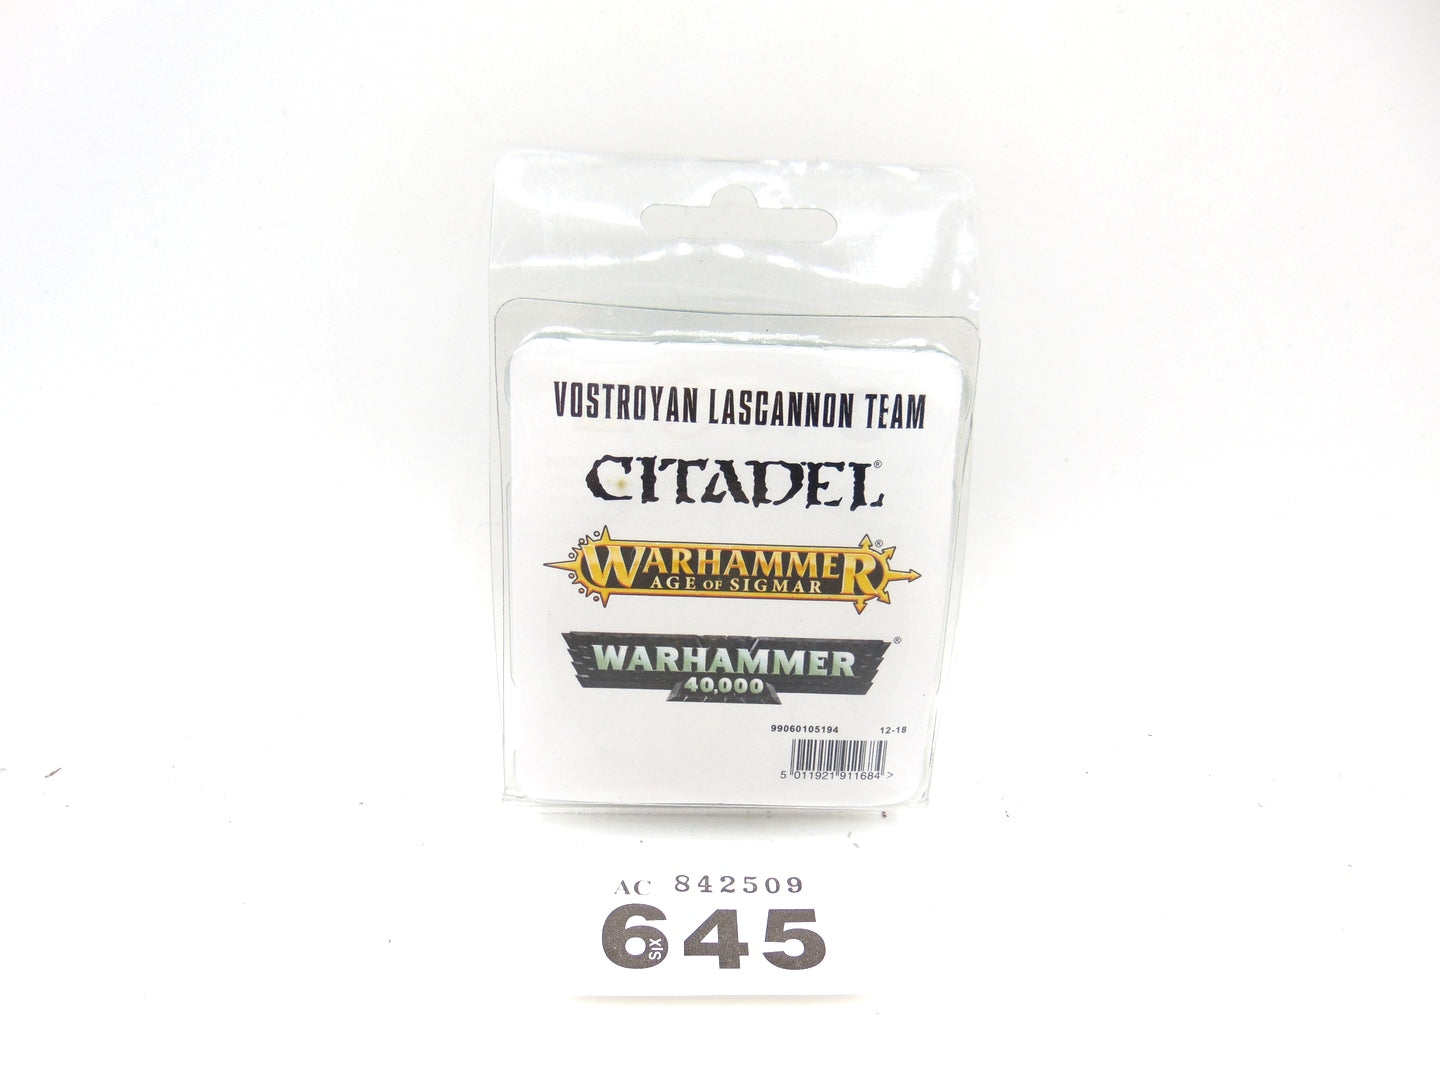 VOSTROYAN LASCANNON TEAM
CITADEL®
WARHAMMER®
AGE OF SIGMAR
WARHAMMER®
40,000
99060105194 12-18
5 011921 911684 >
AC 842509
645
SIX